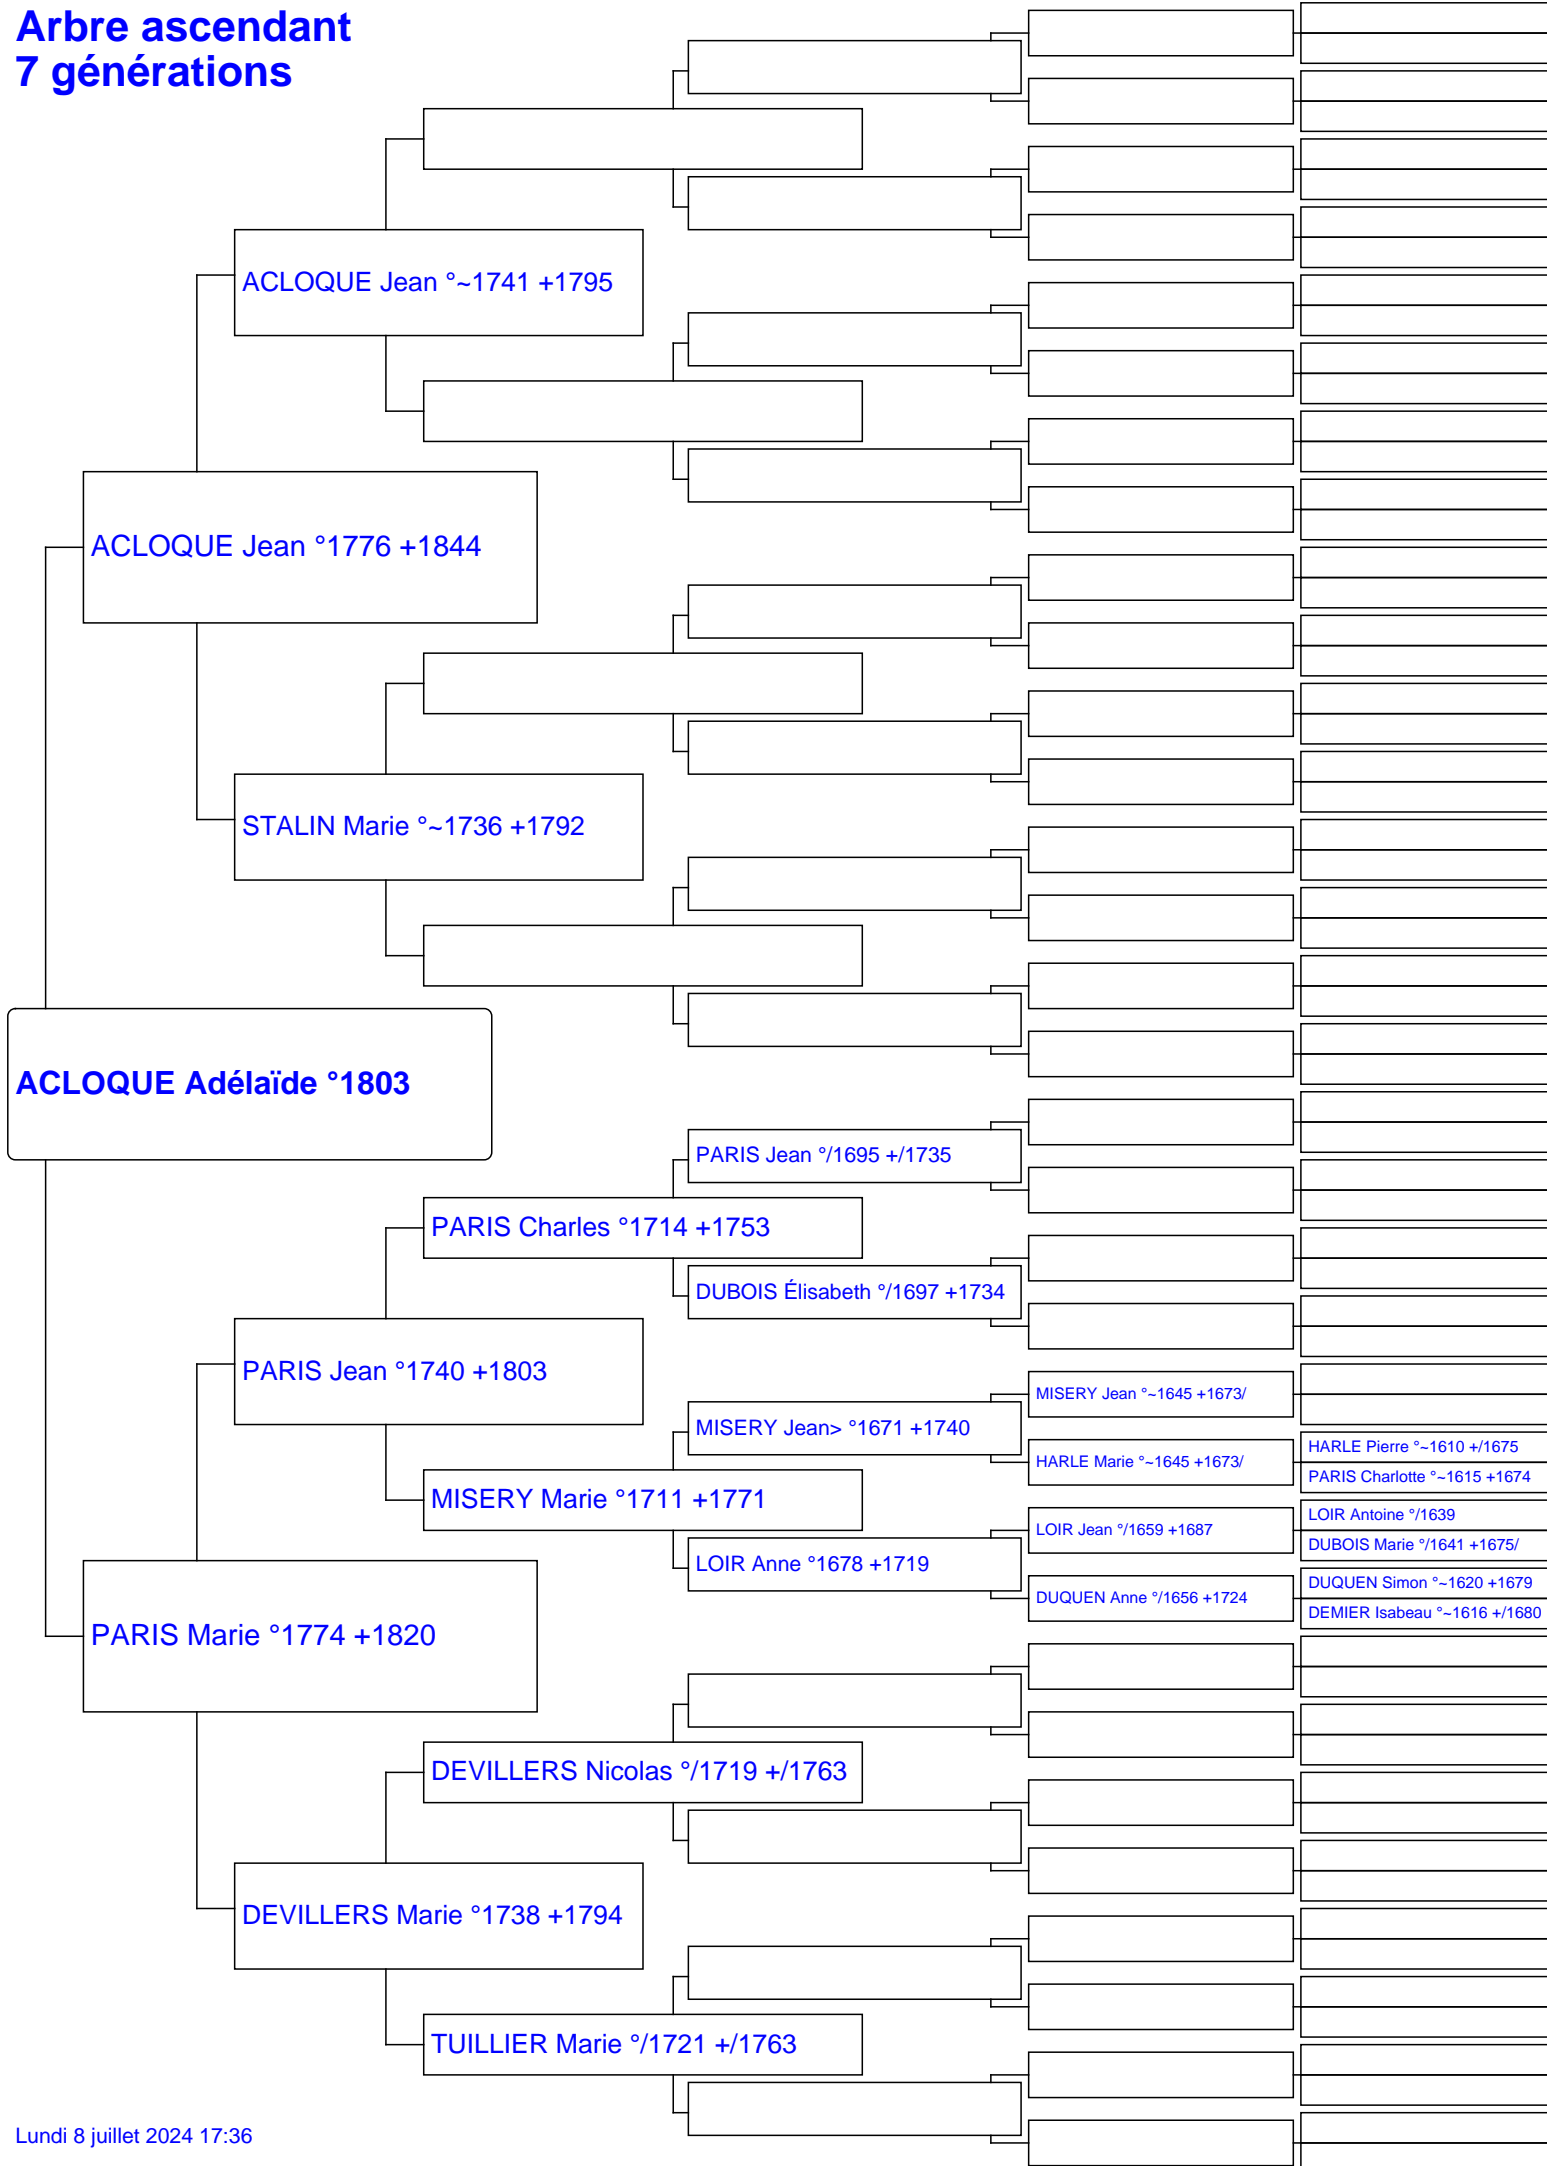 Arbre ascendant
7 générations
ACLOQUE Jean °~1741 +1795
ACLOQUE Jean °1776 +1844
STALIN Marie °~1736 +1792
ACLOQUE Adélaïde °1803
PARIS Jean °/1695 +/1735
PARIS Charles °1714 +1753
DUBOIS Élisabeth °/1697 +1734
PARIS Jean °1740 +1803
MISERY Jean °~1645 +1673/
MISERY Jean> °1671 +1740
HARLE Marie °~1645 +1673/
HARLE Pierre °~1610 +/1675
PARIS Charlotte °~1615 +1674
MISERY Marie °1711 +1771
LOIR Antoine °/1639
LOIR Jean °/1659 +1687
DUBOIS Marie °/1641 +1675/
LOIR Anne °1678 +1719
DUQUEN Simon °~1620 +1679
DUQUEN Anne °/1656 +1724
DEMIER Isabeau °~1616 +/1680
PARIS Marie °1774 +1820
DEVILLERS Nicolas °/1719 +/1763
DEVILLERS Marie °1738 +1794
TUILLIER Marie °/1721 +/1763
Lundi 8 juillet 2024 17:36